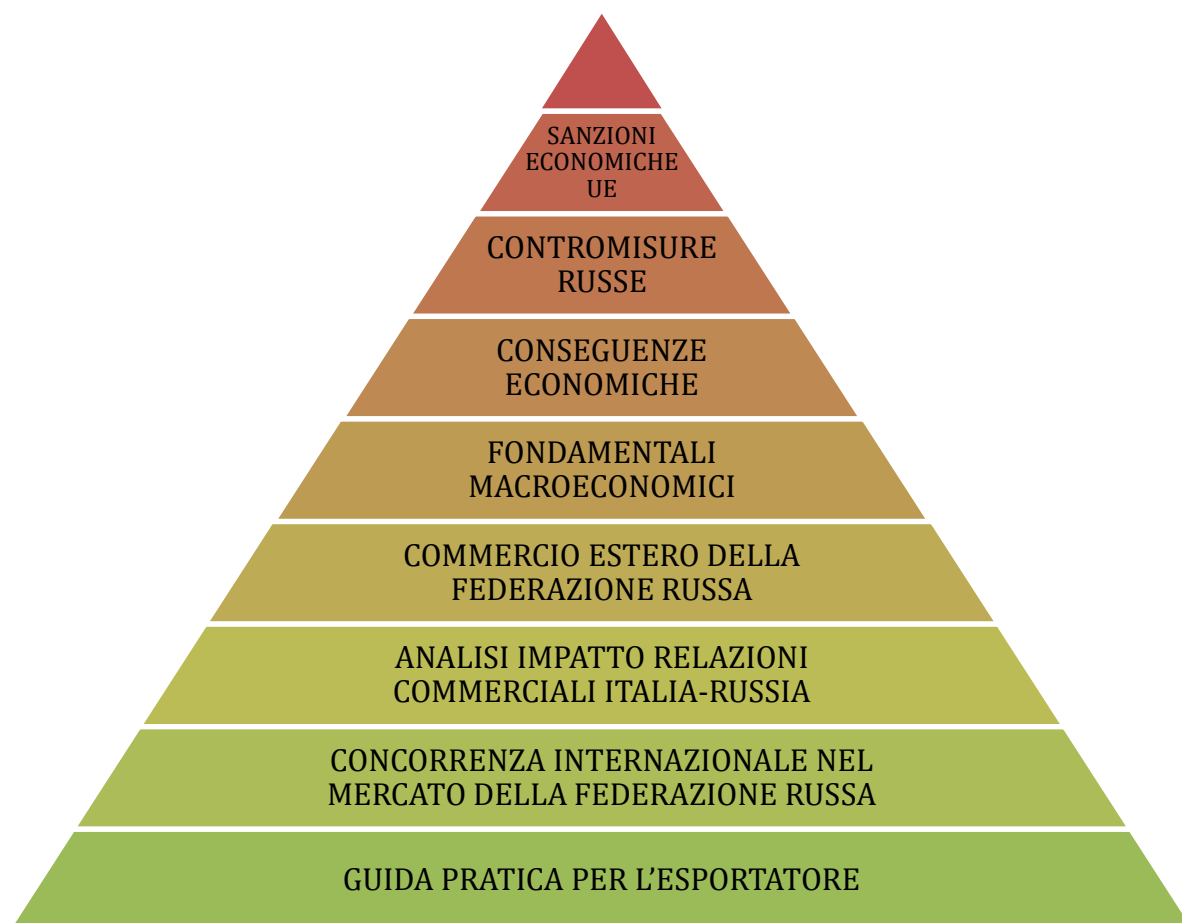 SANZIONI
ECONOMICHE
UE
CONTROMISURE
RUSSE
CONSEGUENZE
ECONOMICHE
FONDAMENTALI
MACROECONOMICI
COMMERCIO ESTERO DELLA
FEDERAZIONE RUSSA
ANALISI IMPATTO RELAZIONI
COMMERCIALI ITALIA-RUSSIA
CONCORRENZA INTERNAZIONALE NEL
MERCATO DELLA FEDERAZIONE RUSSA
GUIDA PRATICA PER L’ESPORTATORE